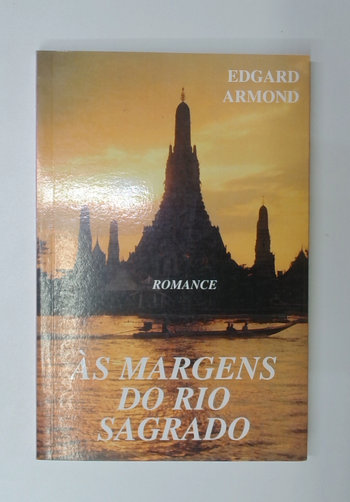 EDGARD
ARMOND
ROMANCE
ÀS MARGENS
DO RIO
SAGRADO